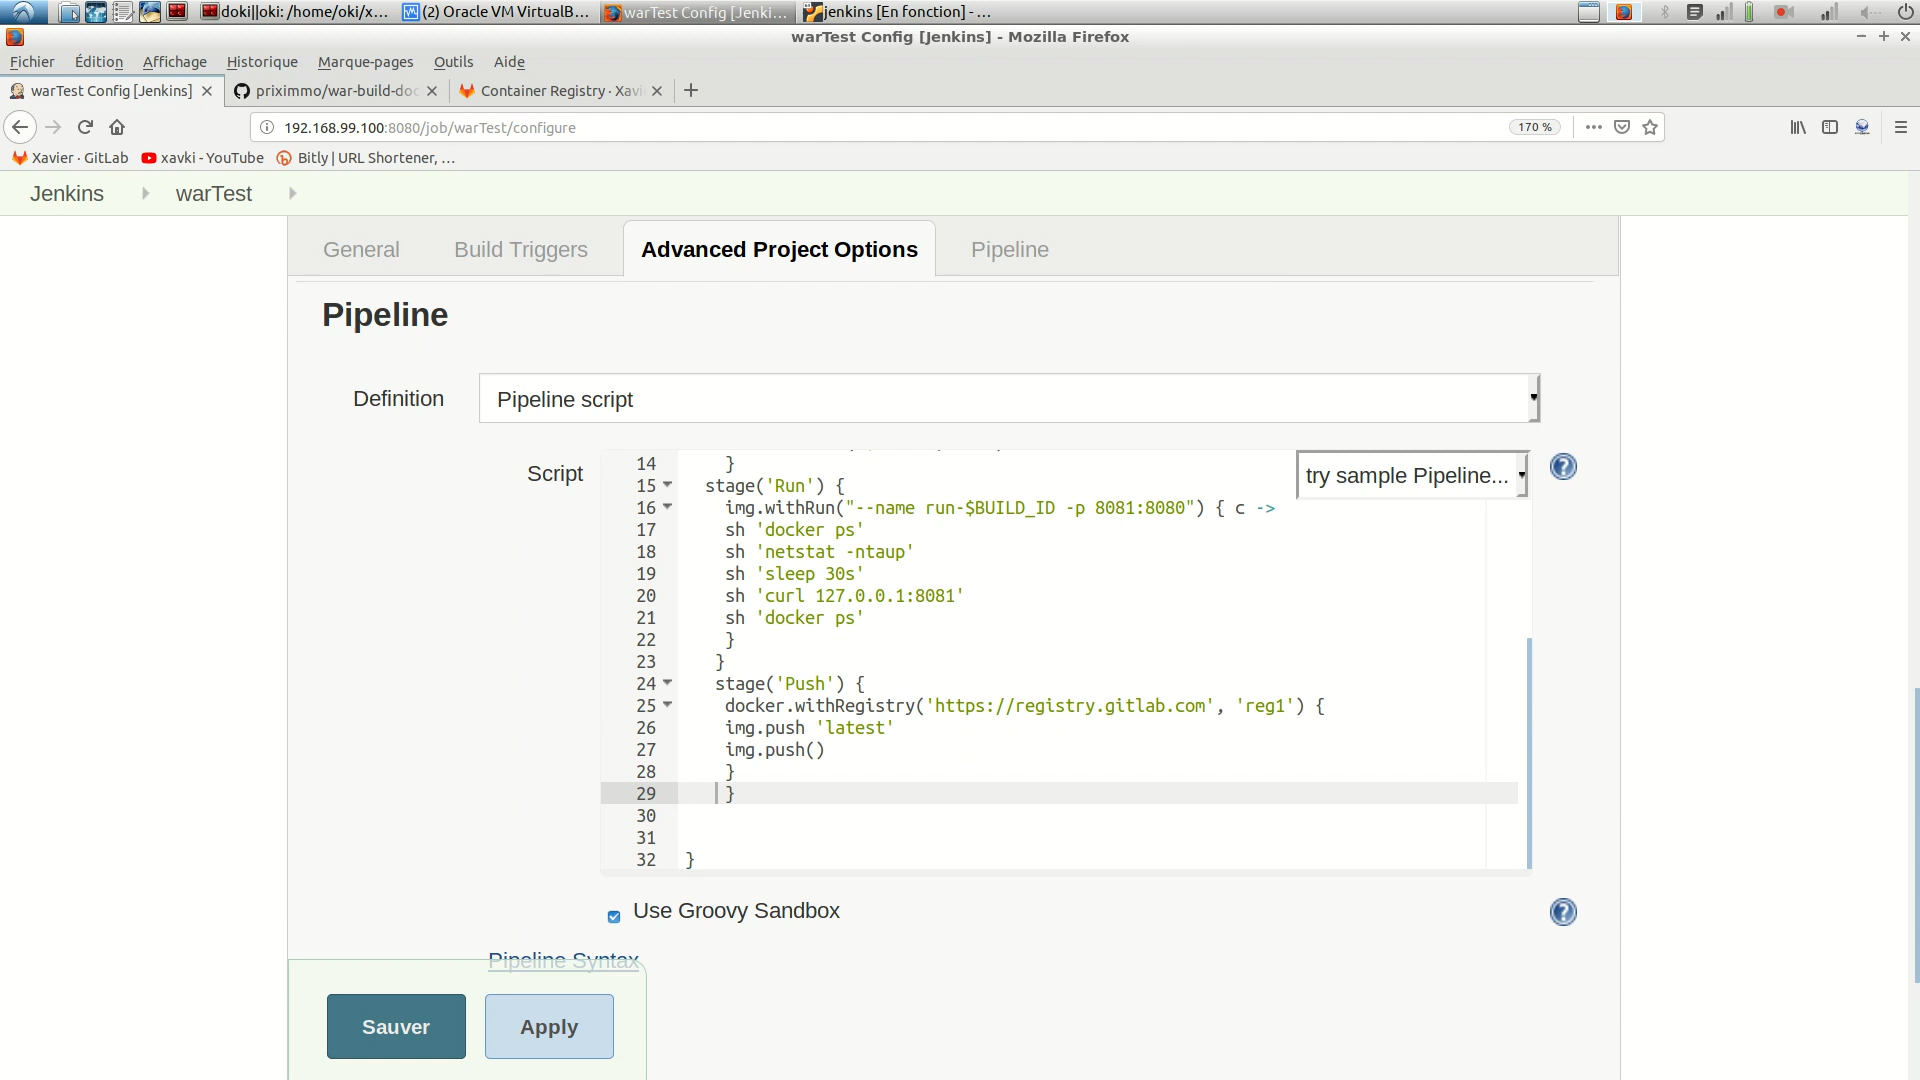 doki||oki: /home/oki/x...
(2) Oracle VM VirtualB...
warTest Config [Jenki...
jenkins [En fonction] - ...
warTest Config [Jenkins] - Mozilla Firefox
Fichier Édition Affichage Historique Marque-pages Outils Aide
warTest Config [Jenkins]
priximmo/war-build-doc
Container Registry · Xavi
192.168.99.100:8080/job/warTest/configure
170 %
Xavier · GitLab
xavki - YouTube
Bitly | URL Shortener, ...
Jenkins
warTest
General
Build Triggers
Advanced Project Options
Pipeline
Pipeline
Definition
Pipeline script
Script
try sample Pipeline...
14 }
15 stage('Run') {
16 img.withRun("--name run-$BUILD_ID -p 8081:8080") { c ->
17 sh 'docker ps'
18 sh 'netstat -ntaup'
19 sh 'sleep 30s'
20 sh 'curl 127.0.0.1:8081'
21 sh 'docker ps'
22 }
23 }
24 stage('Push') {
25 docker.withRegistry('https://registry.gitlab.com', 'reg1') {
26 img.push 'latest'
27 img.push()
28 }
29 }
30
31
32 }
Use Groovy Sandbox
Pipeline Syntax
Sauver
Apply